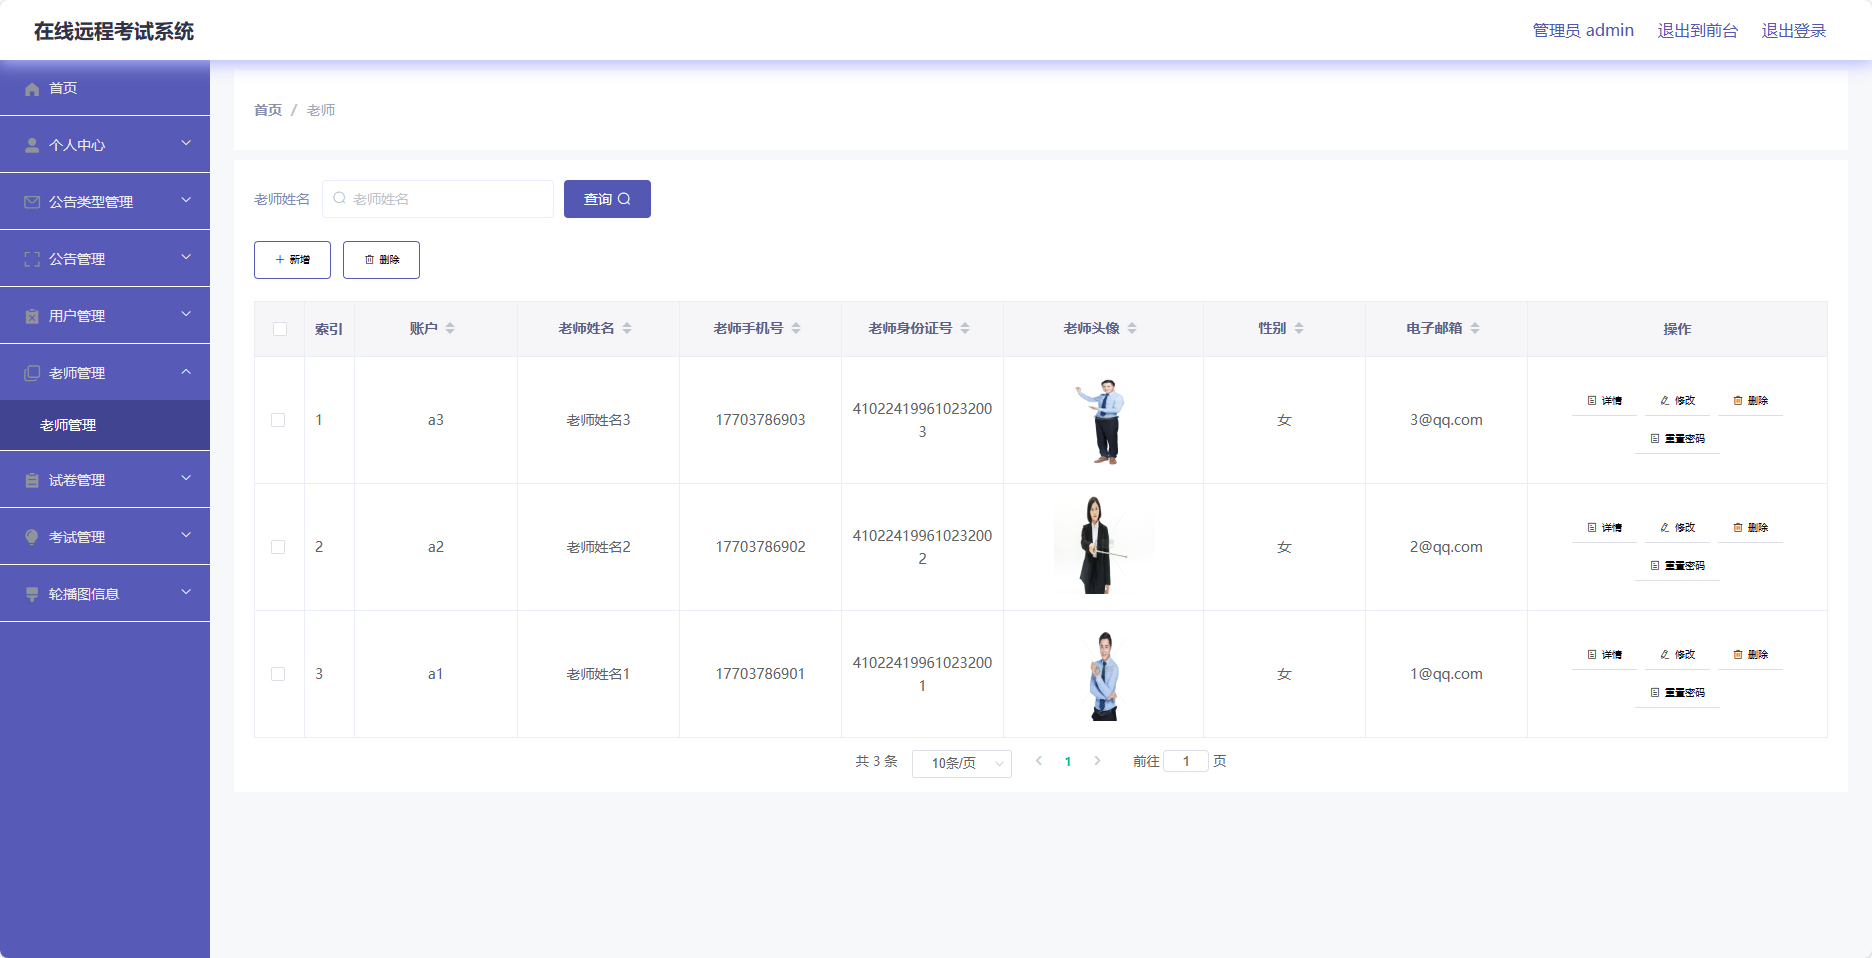 在线远程考试系统
管理员 admin 退出到前台 退出登录
首页
个人中心
公告类型管理
公告管理
用户管理
老师管理
老师管理
试卷管理
考试管理
轮播图信息
首页 / 老师
老师姓名 老师姓名 查询
新增 删除
索引 账户 老师姓名 老师手机号 老师身份证号 老师头像 性别 电子邮箱 操作
1 a3 老师姓名3 17703786903 41022419961023200
3
女 3@qq.com 详情 修改 删除
重置密码
2 a2 老师姓名2 17703786902 41022419961023200
2
女 2@qq.com 详情 修改 删除
重置密码
3 a1 老师姓名1 17703786901 41022419961023200
1
女 1@qq.com 详情 修改 删除
重置密码
共 3 条 10条/页 1 前往 1 页